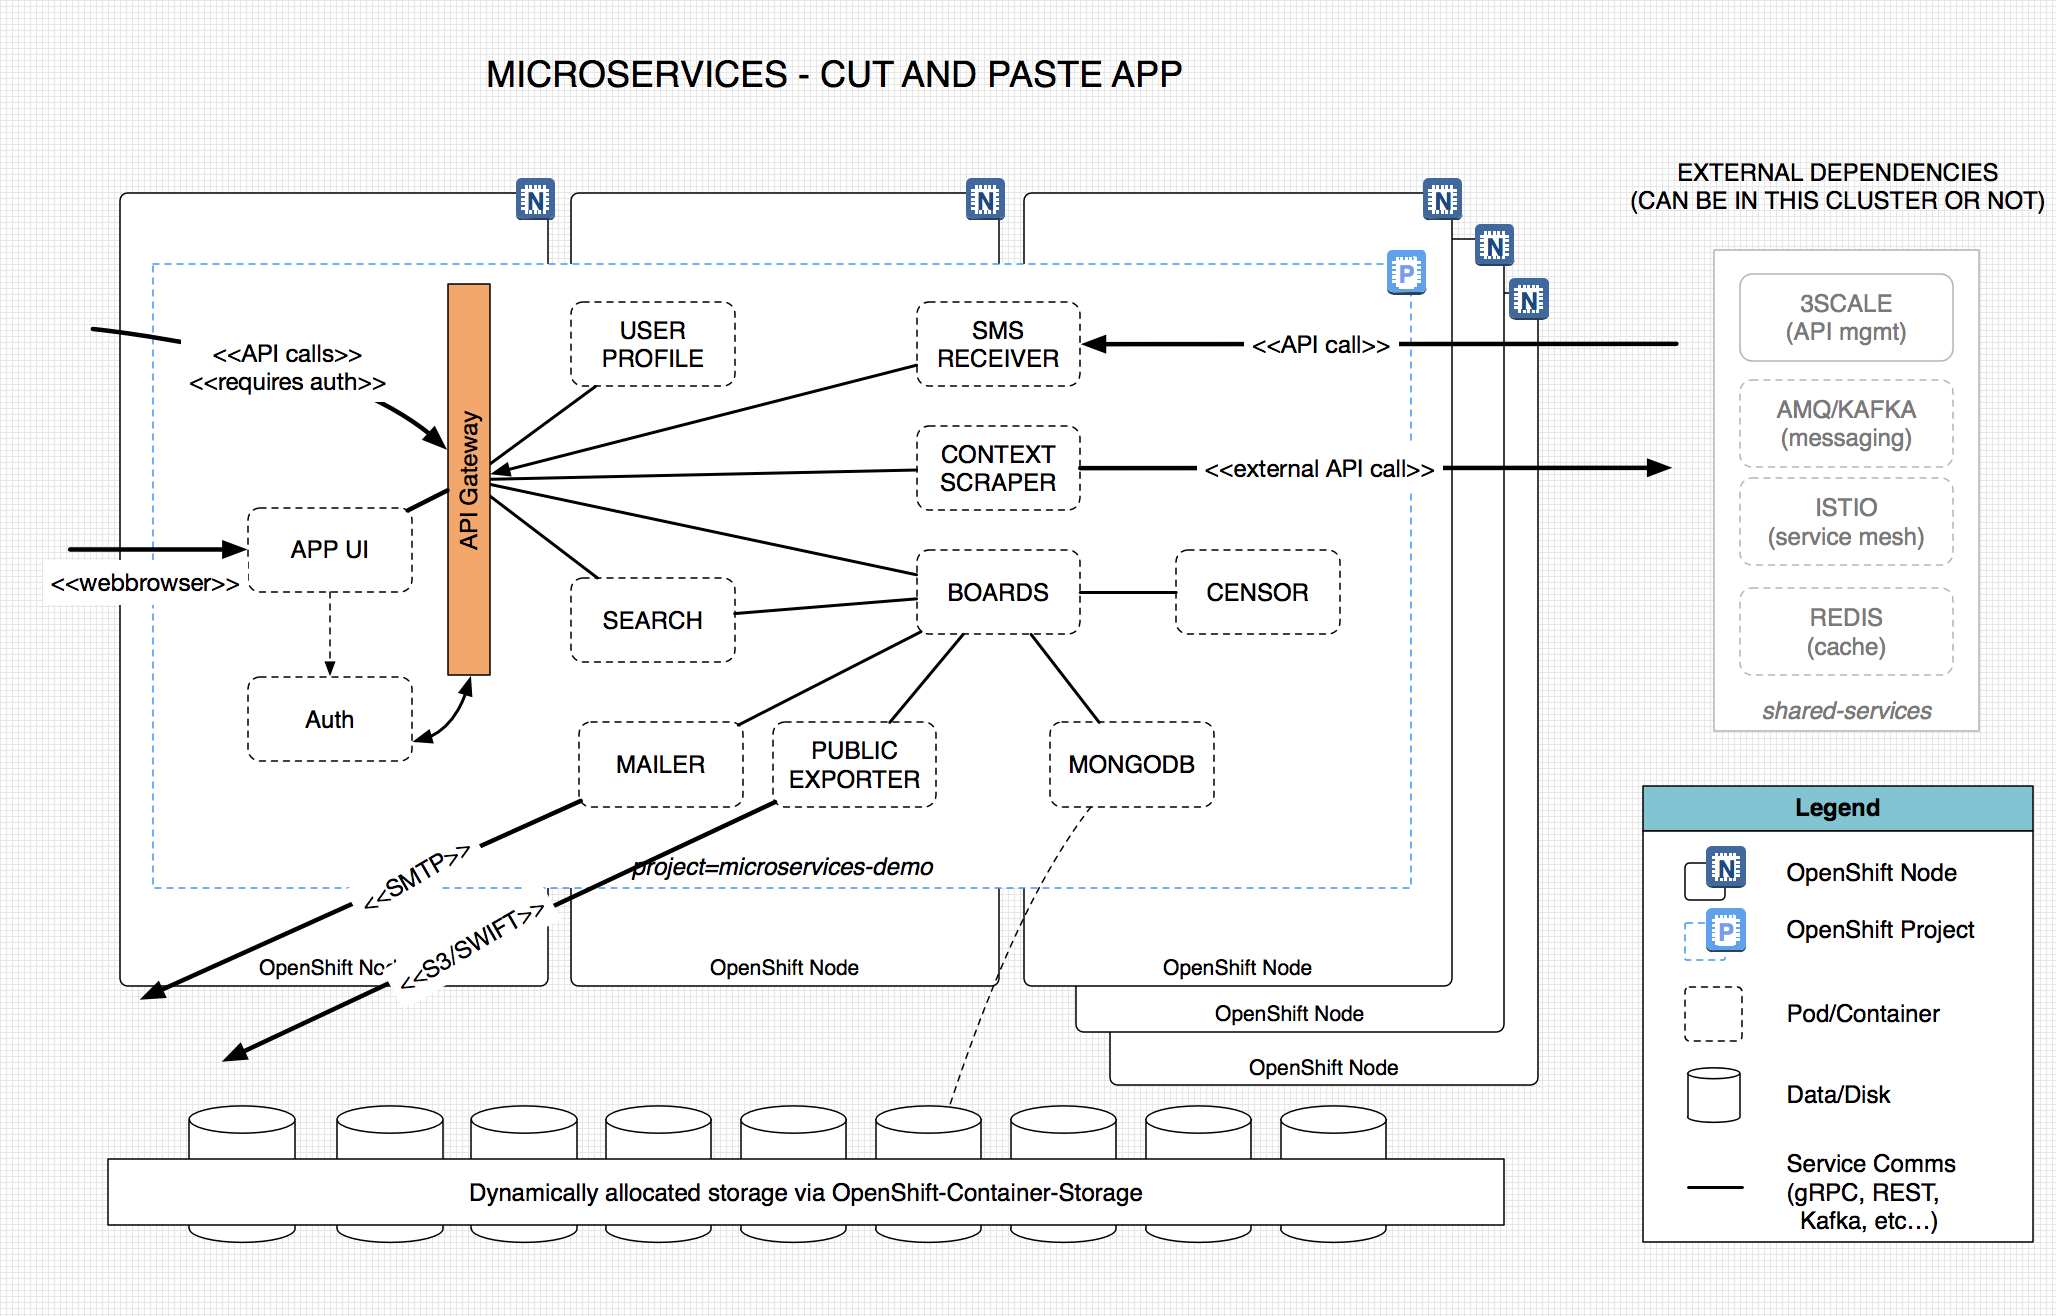 MICROSERVICES - CUT AND PASTE APP
EXTERNAL DEPENDENCIES
(CAN BE IN THIS CLUSTER OR NOT)
N
N
N
N
N
P
<<API calls>>
<<requires auth>>
API Gateway
USER
PROFILE
SMS
RECEIVER
<<API call>>
CONTEXT
SCRAPER
<<external API call>>
APP UI
<<webbrowser>>
Auth
SEARCH
BOARDS
CENSOR
MAILER
PUBLIC
EXPORTER
MONGODB
<<SMTP>>
<<S3/SWIFT>>
project=microservices-demo
OpenShift
OpenShift Node
OpenShift Node
OpenShift Node
OpenShift Node
Dynamically allocated storage via OpenShift-Container-Storage
3SCALE
(API mgmt)
AMQ/KAFKA
(messaging)
ISTIO
(service mesh)
REDIS
(cache)
shared-services
Legend
N
OpenShift Node
P
OpenShift Project
Pod/Container
Data/Disk
Service Comms
(gRPC, REST,
Kafka, etc...)